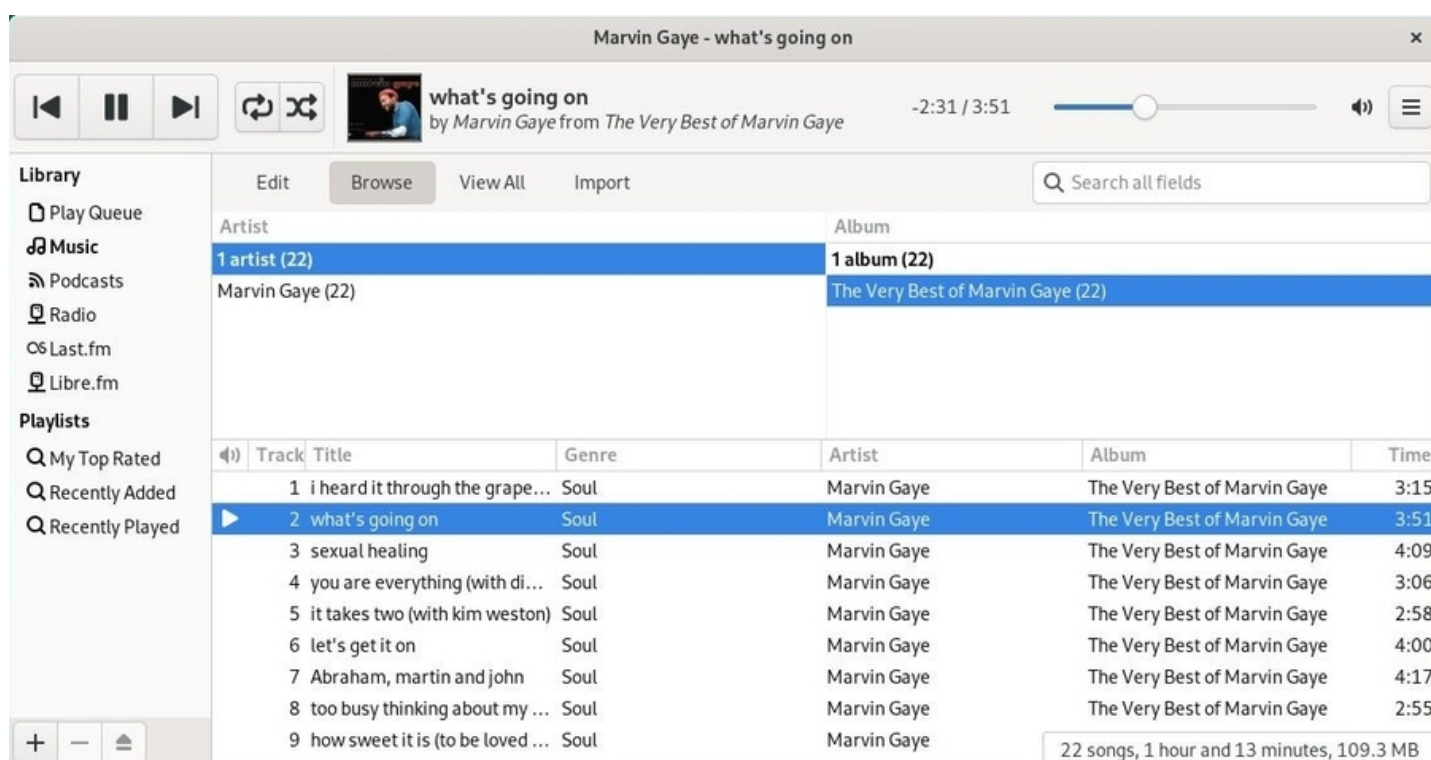 Marvin Gaye - what's going on
what's going on
by Marvin Gaye from The Very Best of Marvin Gaye
-2:31 / 3:51
Library
Play Queue
Music
Podcasts
Radio
Last.fm
Libre.fm
Playlists
My Top Rated
Recently Added
Recently Played
Edit Browse View All Import Search all fields
Artist Album
1 artist (22) 1 album (22)
Marvin Gaye (22) The Very Best of Marvin Gaye (22)
Track Title Genre Artist Album Time
1 i heard it through the grape... Soul Marvin Gaye The Very Best of Marvin Gaye 3:15
2 what's going on Soul Marvin Gaye The Very Best of Marvin Gaye 3:51
3 sexual healing Soul Marvin Gaye The Very Best of Marvin Gaye 4:09
4 you are everything (with di... Soul Marvin Gaye The Very Best of Marvin Gaye 3:06
5 it takes two (with kim weston) Soul Marvin Gaye The Very Best of Marvin Gaye 2:58
6 let's get it on Soul Marvin Gaye The Very Best of Marvin Gaye 4:00
7 Abraham, martin and john Soul Marvin Gaye The Very Best of Marvin Gaye 4:17
8 too busy thinking about my ... Soul Marvin Gaye The Very Best of Marvin Gaye 2:55
9 how sweet it is (to be loved ... Soul Marvin Gaye
22 songs, 1 hour and 13 minutes, 109.3 MB